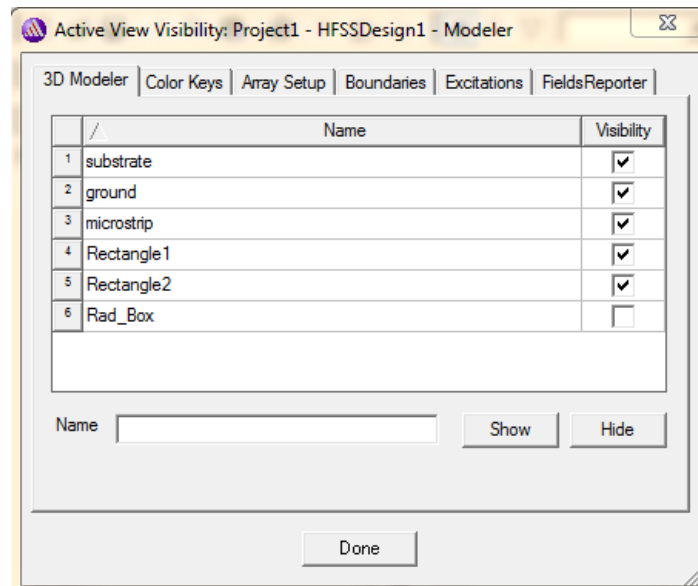 Active View Visibility: Project1 - HFSSDesign1 - Modeler
3D Modeler Color Keys Array Setup Boundaries Excitations FieldsReporter
Name Visibility
1 substrate
2 ground
3 microstrip
4 Rectangle1
5 Rectangle2
6 Rad_Box
Name Show Hide
Done